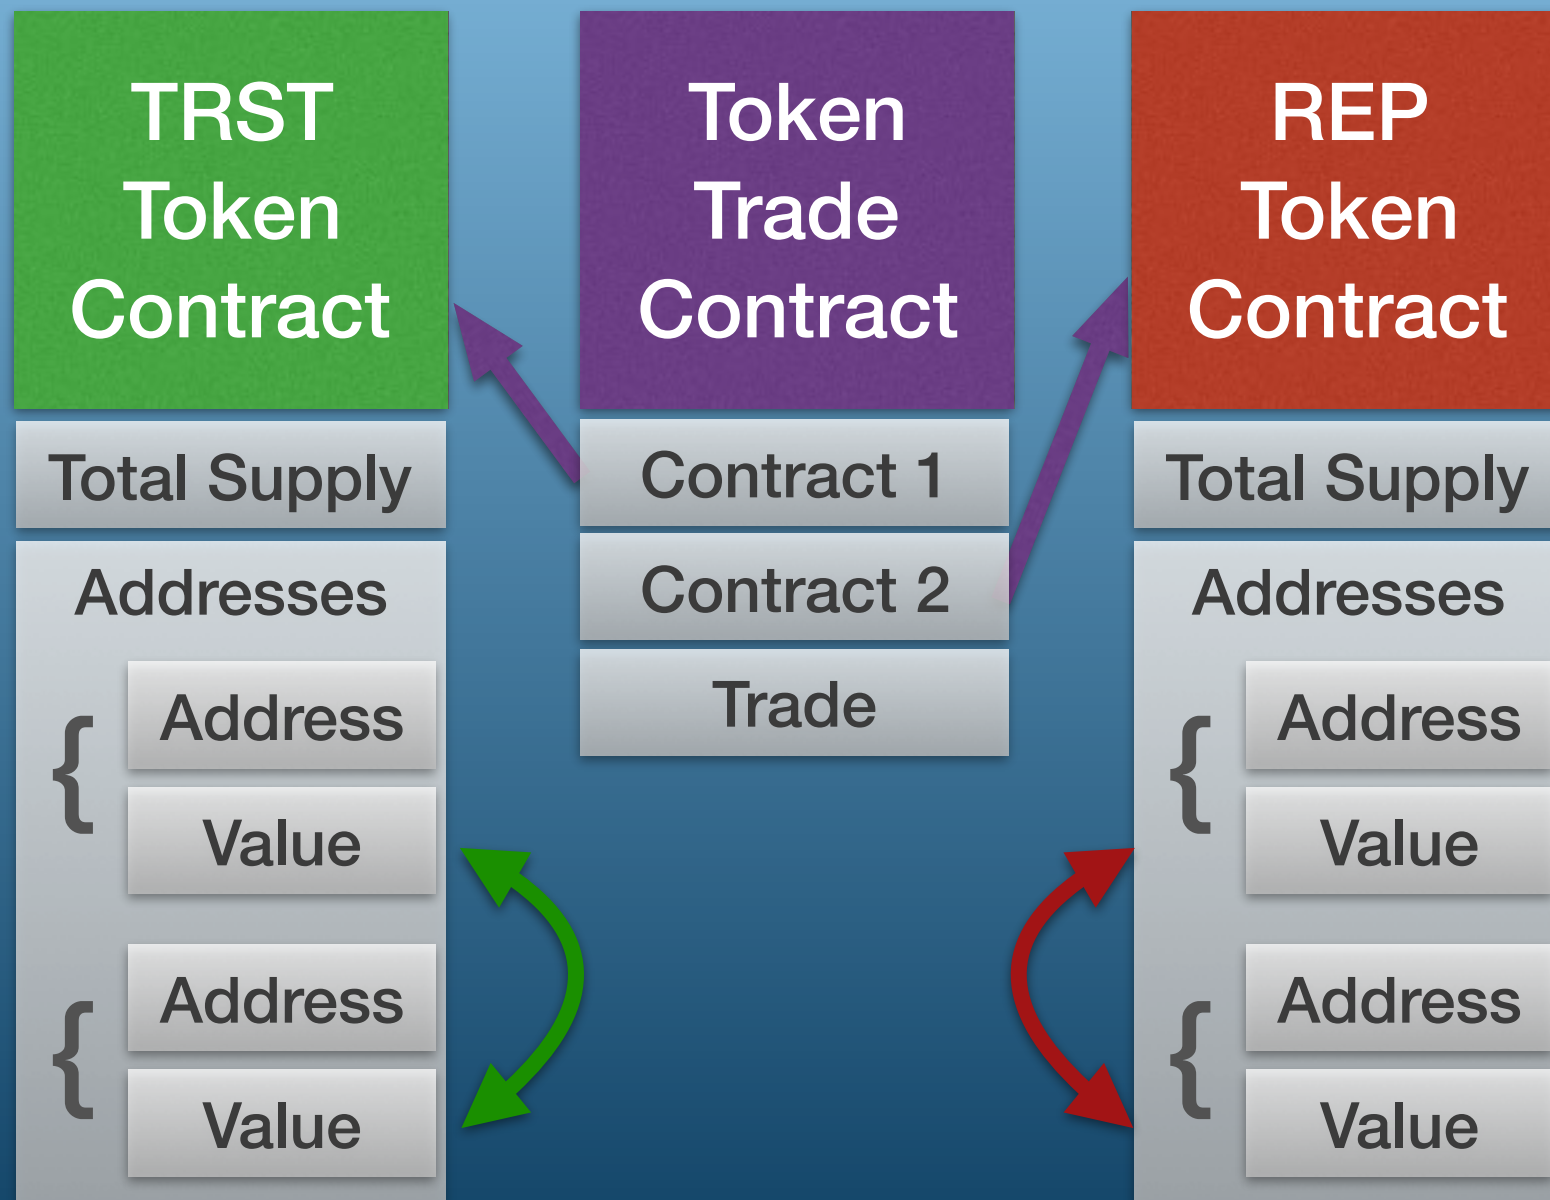 TRST
Token
Contract
Total Supply
Addresses
{
Address
Value
{
Address
Value
Token
Trade
Contract
Contract 1
Contract 2
Trade
REP
Token
Contract
Total Supply
Addresses
{
Address
Value
{
Address
Value